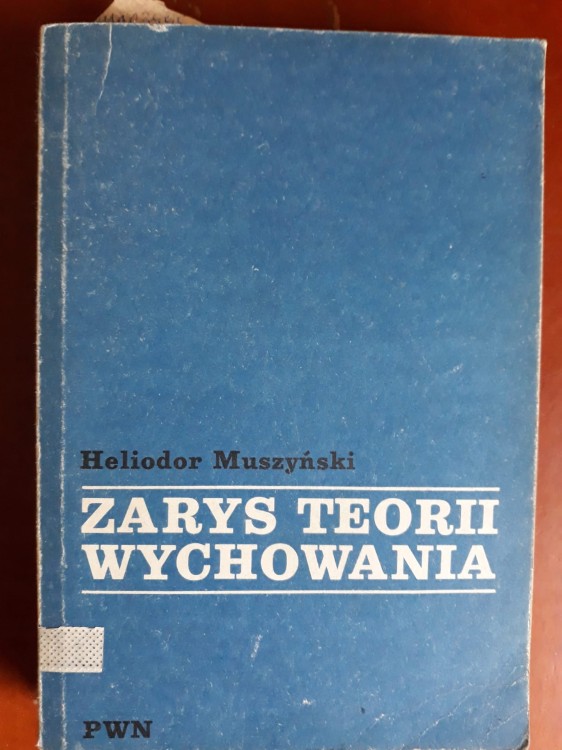 Heliodor Muszyński
ZARYS TEORII
WYCHOWANIA
PWN